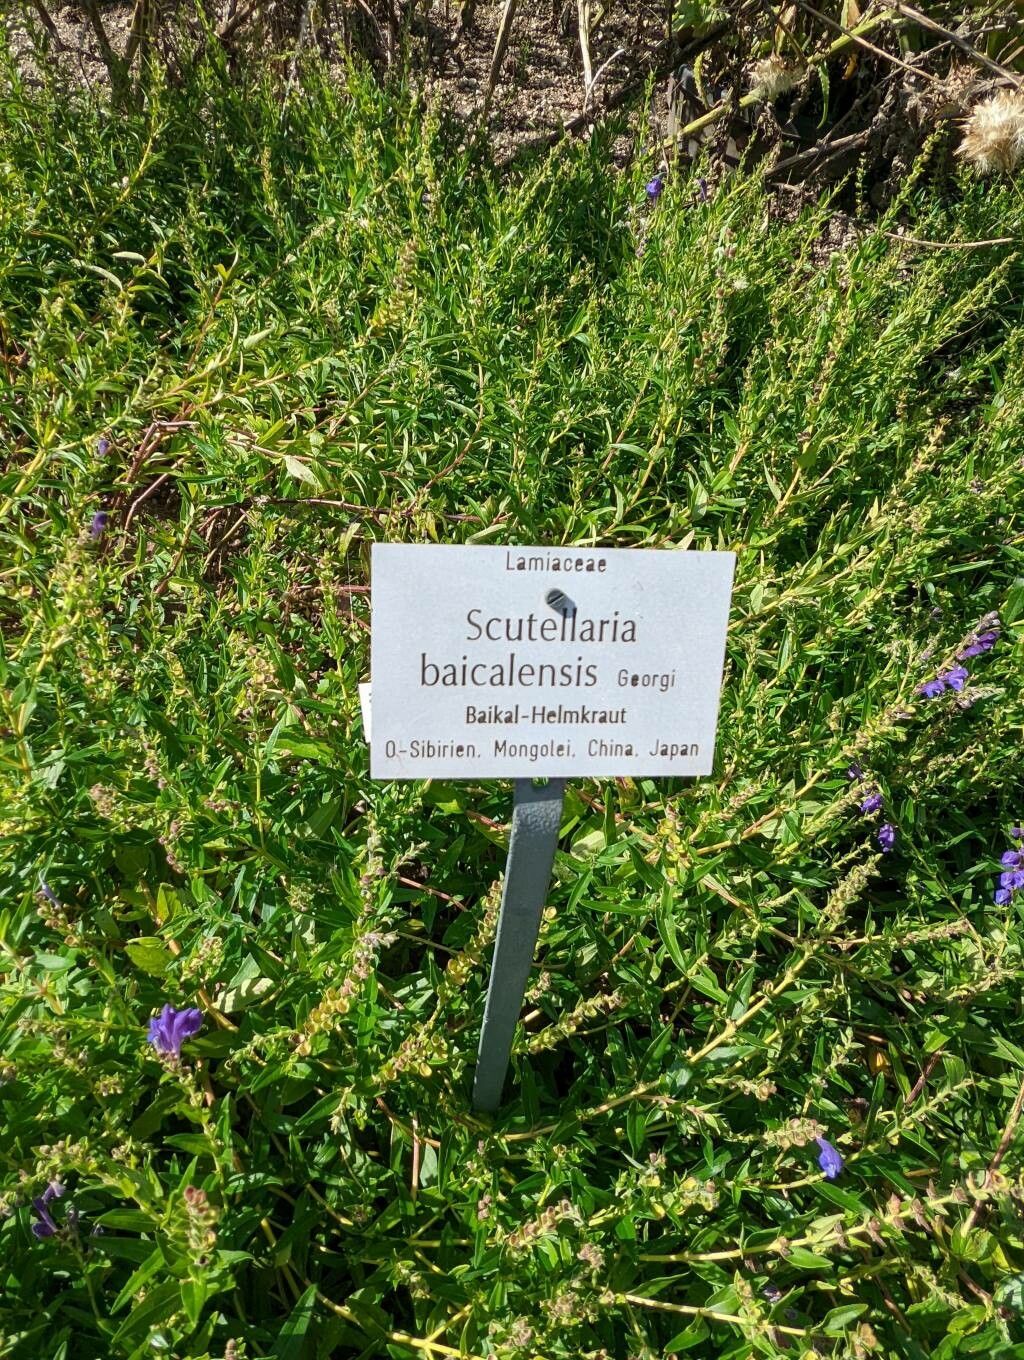 Lamiaceae
Scutellaria
baicalensis Georgi
Baikal-Helmkraut
O-Sibirien, Mongolei, China, Japan